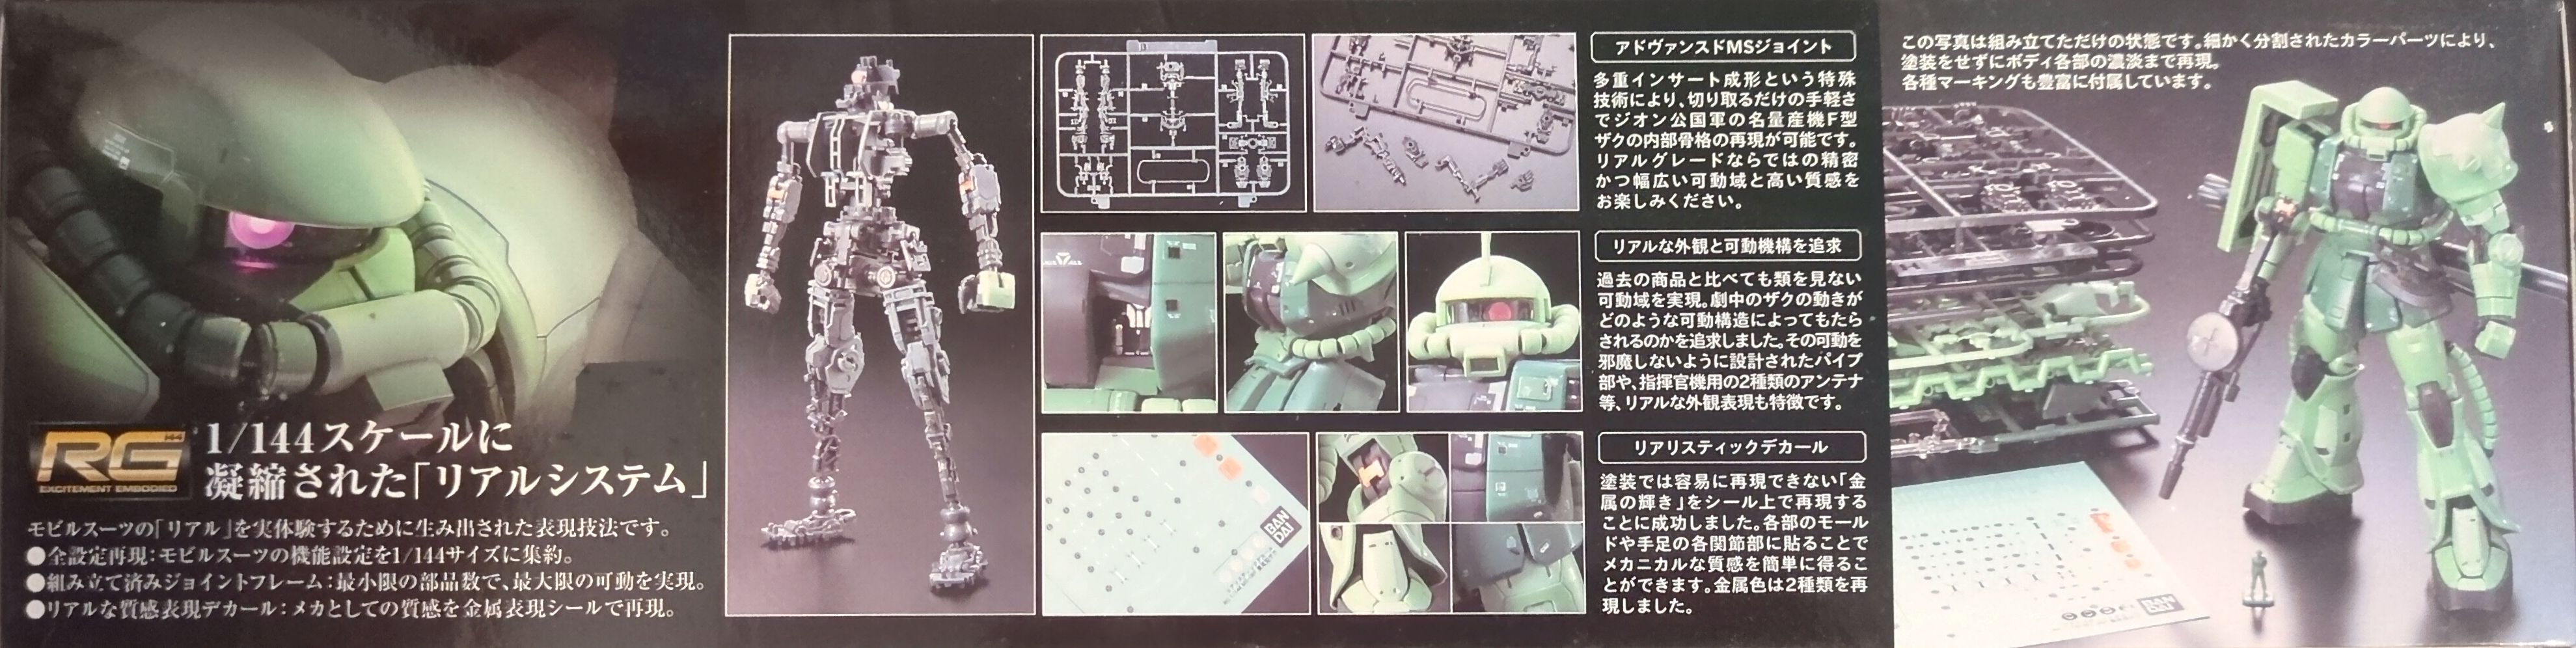 RG 144
EXCITEMENT EMBODIED
1/144スケールに
凝縮された「リアルシステム」
モビルスーツの「リアル」を実体験するために生み出された表現技法です。
●全設定再現：モビルスーツの機能設定を1/144サイズに集約。
●組み立て済みジョイントフレーム：最小限の部品数で、最大限の可動を実現。
●リアルな質感表現デカール：メカとしての質感を金属表現シールで再現。
アドヴァンスドMSジョイント
多重インサート成形という特殊
技術により、切り取るだけの手軽さ
でジオン公国軍の名量産機F型
ザクの内部骨格の再現が可能です。
リアルグレードならではの精密
かつ幅広い可動域と高い質感を
お楽しみください。
リアルな外観と可動機構を追求
過去の商品と比べても類を見ない
可動域を実現。劇中のザクの動きが
どのような可動構造によってもたら
されるのかを追求しました。その可動を
邪魔しないように設計されたパイプ
部や、指揮官機用の2種類のアンテナ
等、リアルな外観表現も特徴です。
BAN
DAI
リアリスティックデカール
塗装では容易に再現できない「金
属の輝き」をシール上で再現する
ことに成功しました。各部のモール
ドや手足の各関節部に貼ることで
メカニカルな質感を簡単に得るこ
とができます。金属色は2種類を再
現しました。
この写真は組み立てただけの状態です。細かく分割されたカラーパーツにより、
塗装をせずにボディ各部の濃淡まで再現。
各種マーキングも豊富に付属しています。
BAN
DAI